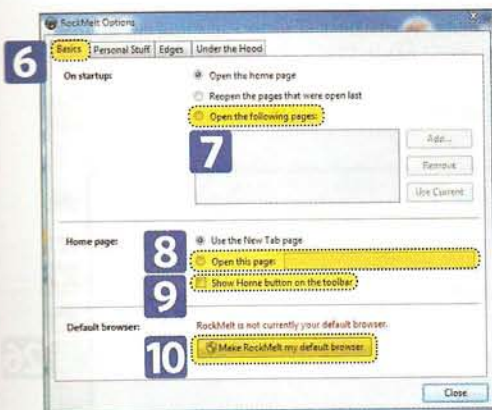 RockMelt Options
Basics Personal Stuff Edges Under the Hood
6
On startup: Open the home page
Reopen the pages that were open last
Open the following pages:
7
Add...
Remove
Use Current
Home page: 8 Use the New Tab page
Open this page:
9 Show Home button on the toolbar
Default browser: RockMelt is not currently your default browser.
10 Make RockMelt my default browser
Close